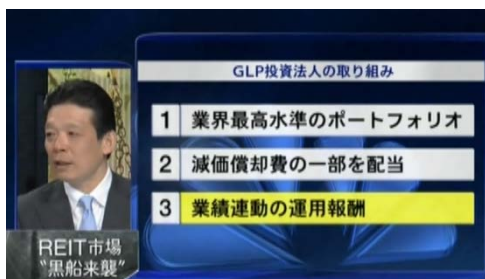 GLP投資法人の取り組み
1 業界最高水準のポートフォリオ
2 減価償却費の一部を配当
3 業績連動の運用報酬
REIT市場
“黒船来襲”